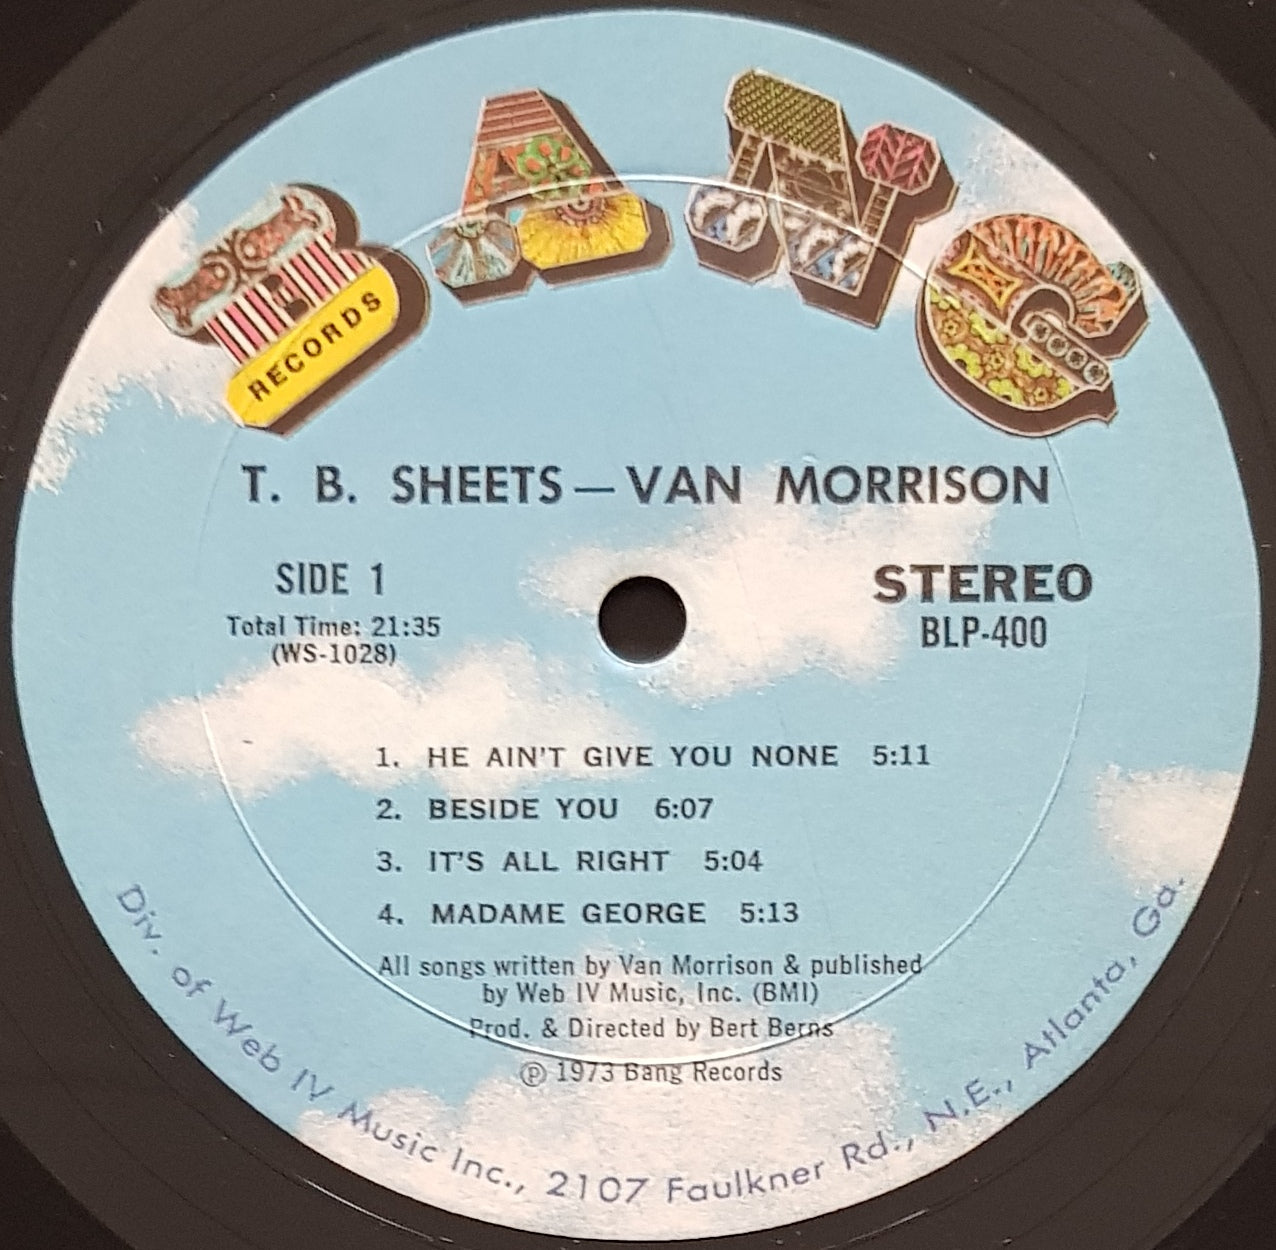 BANG
RECORDS
T. B. SHEETS — VAN MORRISON
SIDE 1
Total Time: 21:35
(WS-1028)
STEREO
BLP-400
1. HE AIN'T GIVE YOU NONE 5:11
2. BESIDE YOU 6:07
3. IT'S ALL RIGHT 5:04
4. MADAME GEORGE 5:13
All songs written by Van Morrison & published
by Web IV Music, Inc. (BMI)
Prod. & Directed by Bert Berns
℗ 1973 Bang Records
Div. of Web IV Music Inc., 2107 Faulkner Rd., N.E., Atlanta, Ga.